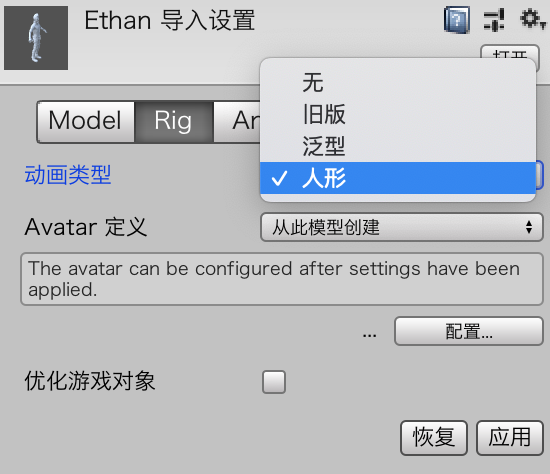 Ethan 导入设置
打开
Model Rig An
无
旧版
泛型
✓ 人形
动画类型
Avatar 定义 从此模型创建
The avatar can be configured after settings have been
applied.
... 配置...
优化游戏对象
恢复 应用